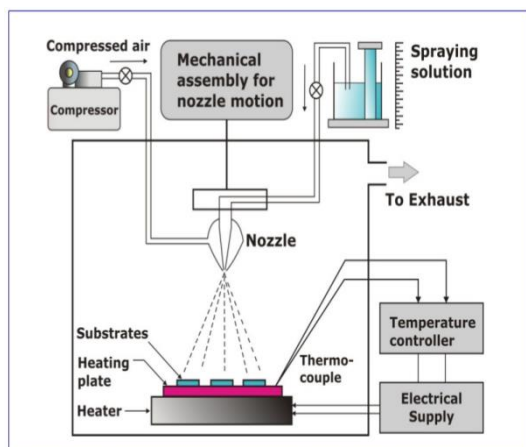 Compressed air
Compressor
Mechanical
assembly for
nozzle motion
Spraying
solution
To Exhaust
Nozzle
Substrates
Heating
plate
Heater
Thermo-
couple
Temperature
controller
Electrical
Supply